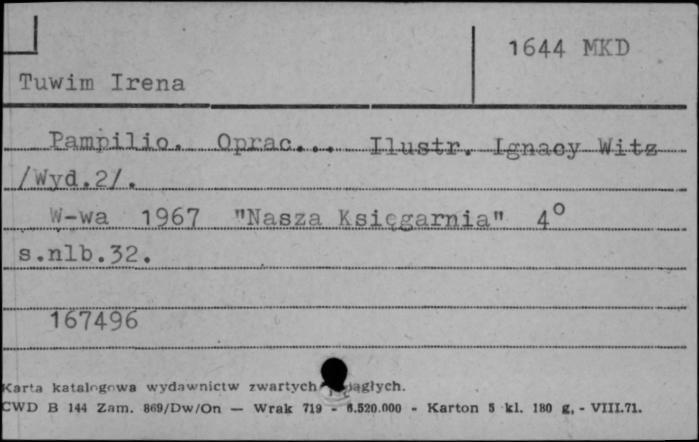 1644 MKD
Tuwim Irena
Pampilio. Oprac... Ilustr. Ignacy Witz
/Wyd.2/.
W-wa 1967 "Nasza Księgarnia" 4°
s.nlb.32.
167496
Karta katalogowa wydawnictw zwartych
CWD B 144 Zam. 869/Dw/On — Wrak 719 - 6.520.000 - Karton 5 kl. 180 g. - VIII.71.